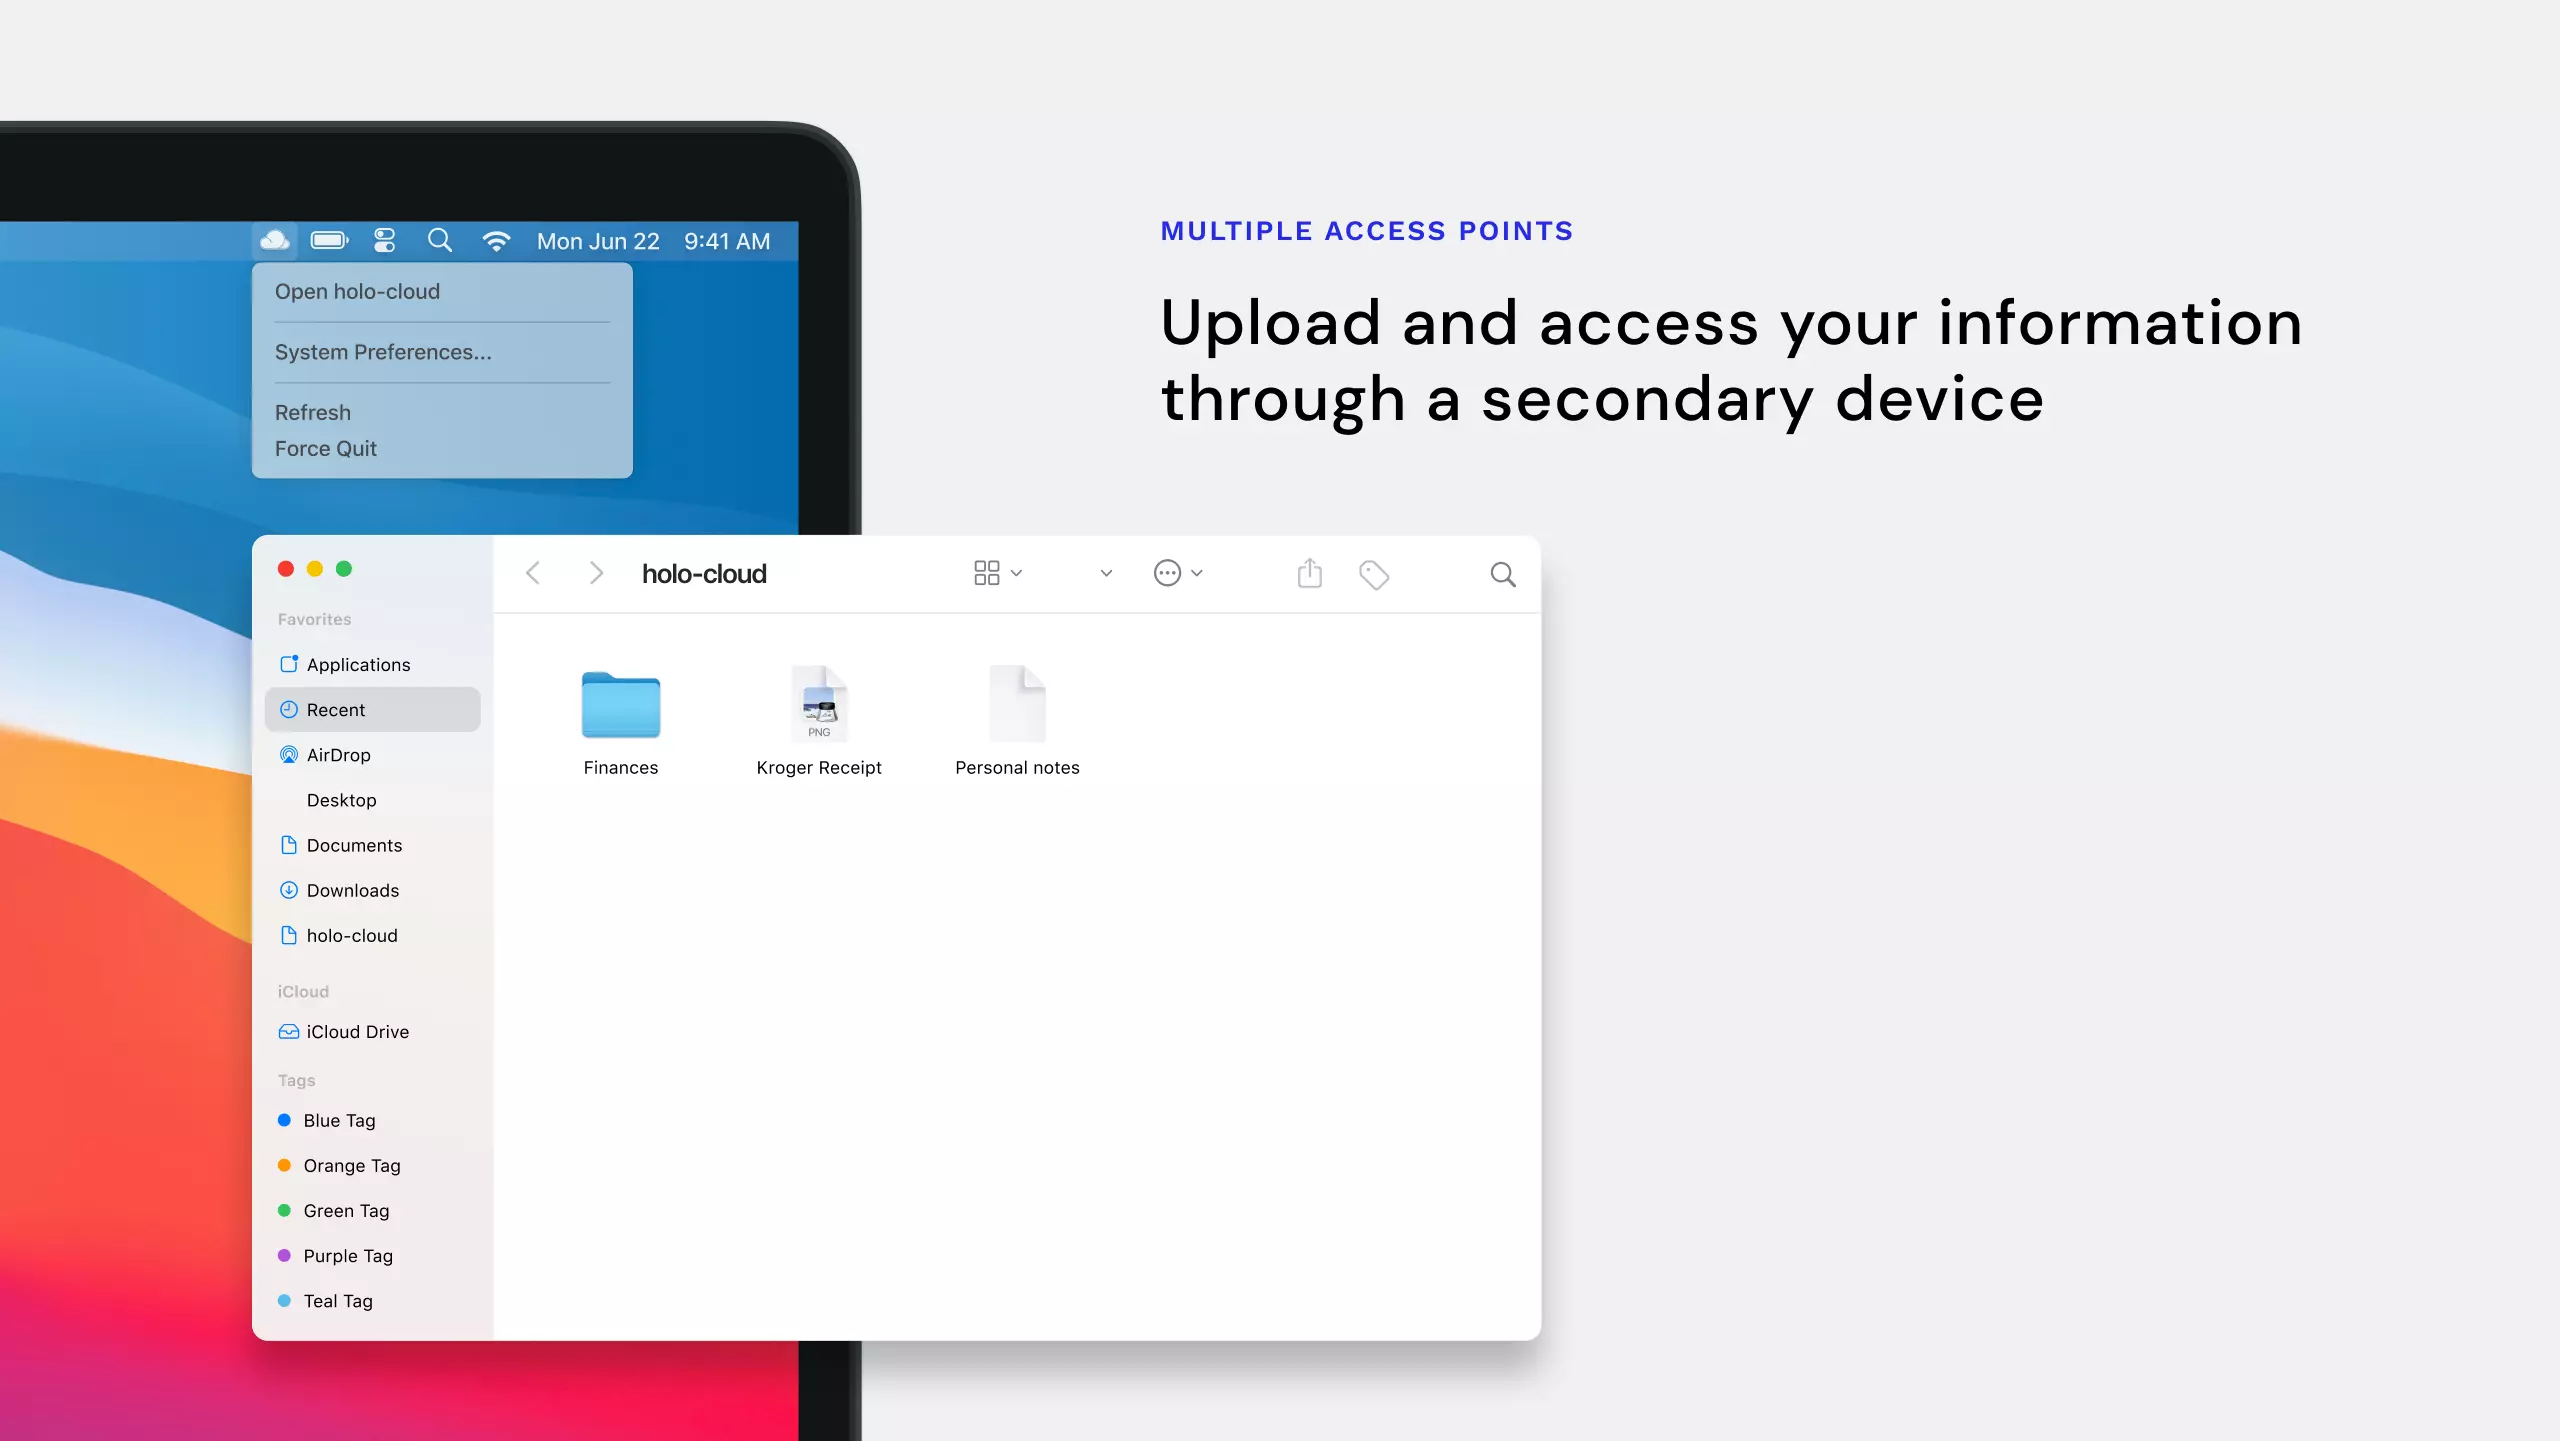 Mon Jun 22 9:41 AM
Open holo-cloud
System Preferences...
Refresh
Force Quit
MULTIPLE ACCESS POINTS
Upload and access your information
through a secondary device
holo-cloud
Favorites
Applications
Recent
AirDrop
Desktop
Documents
Downloads
holo-cloud
iCloud
iCloud Drive
Tags
Blue Tag
Orange Tag
Green Tag
Purple Tag
Teal Tag
PNG
Finances
Kroger Receipt
Personal notes